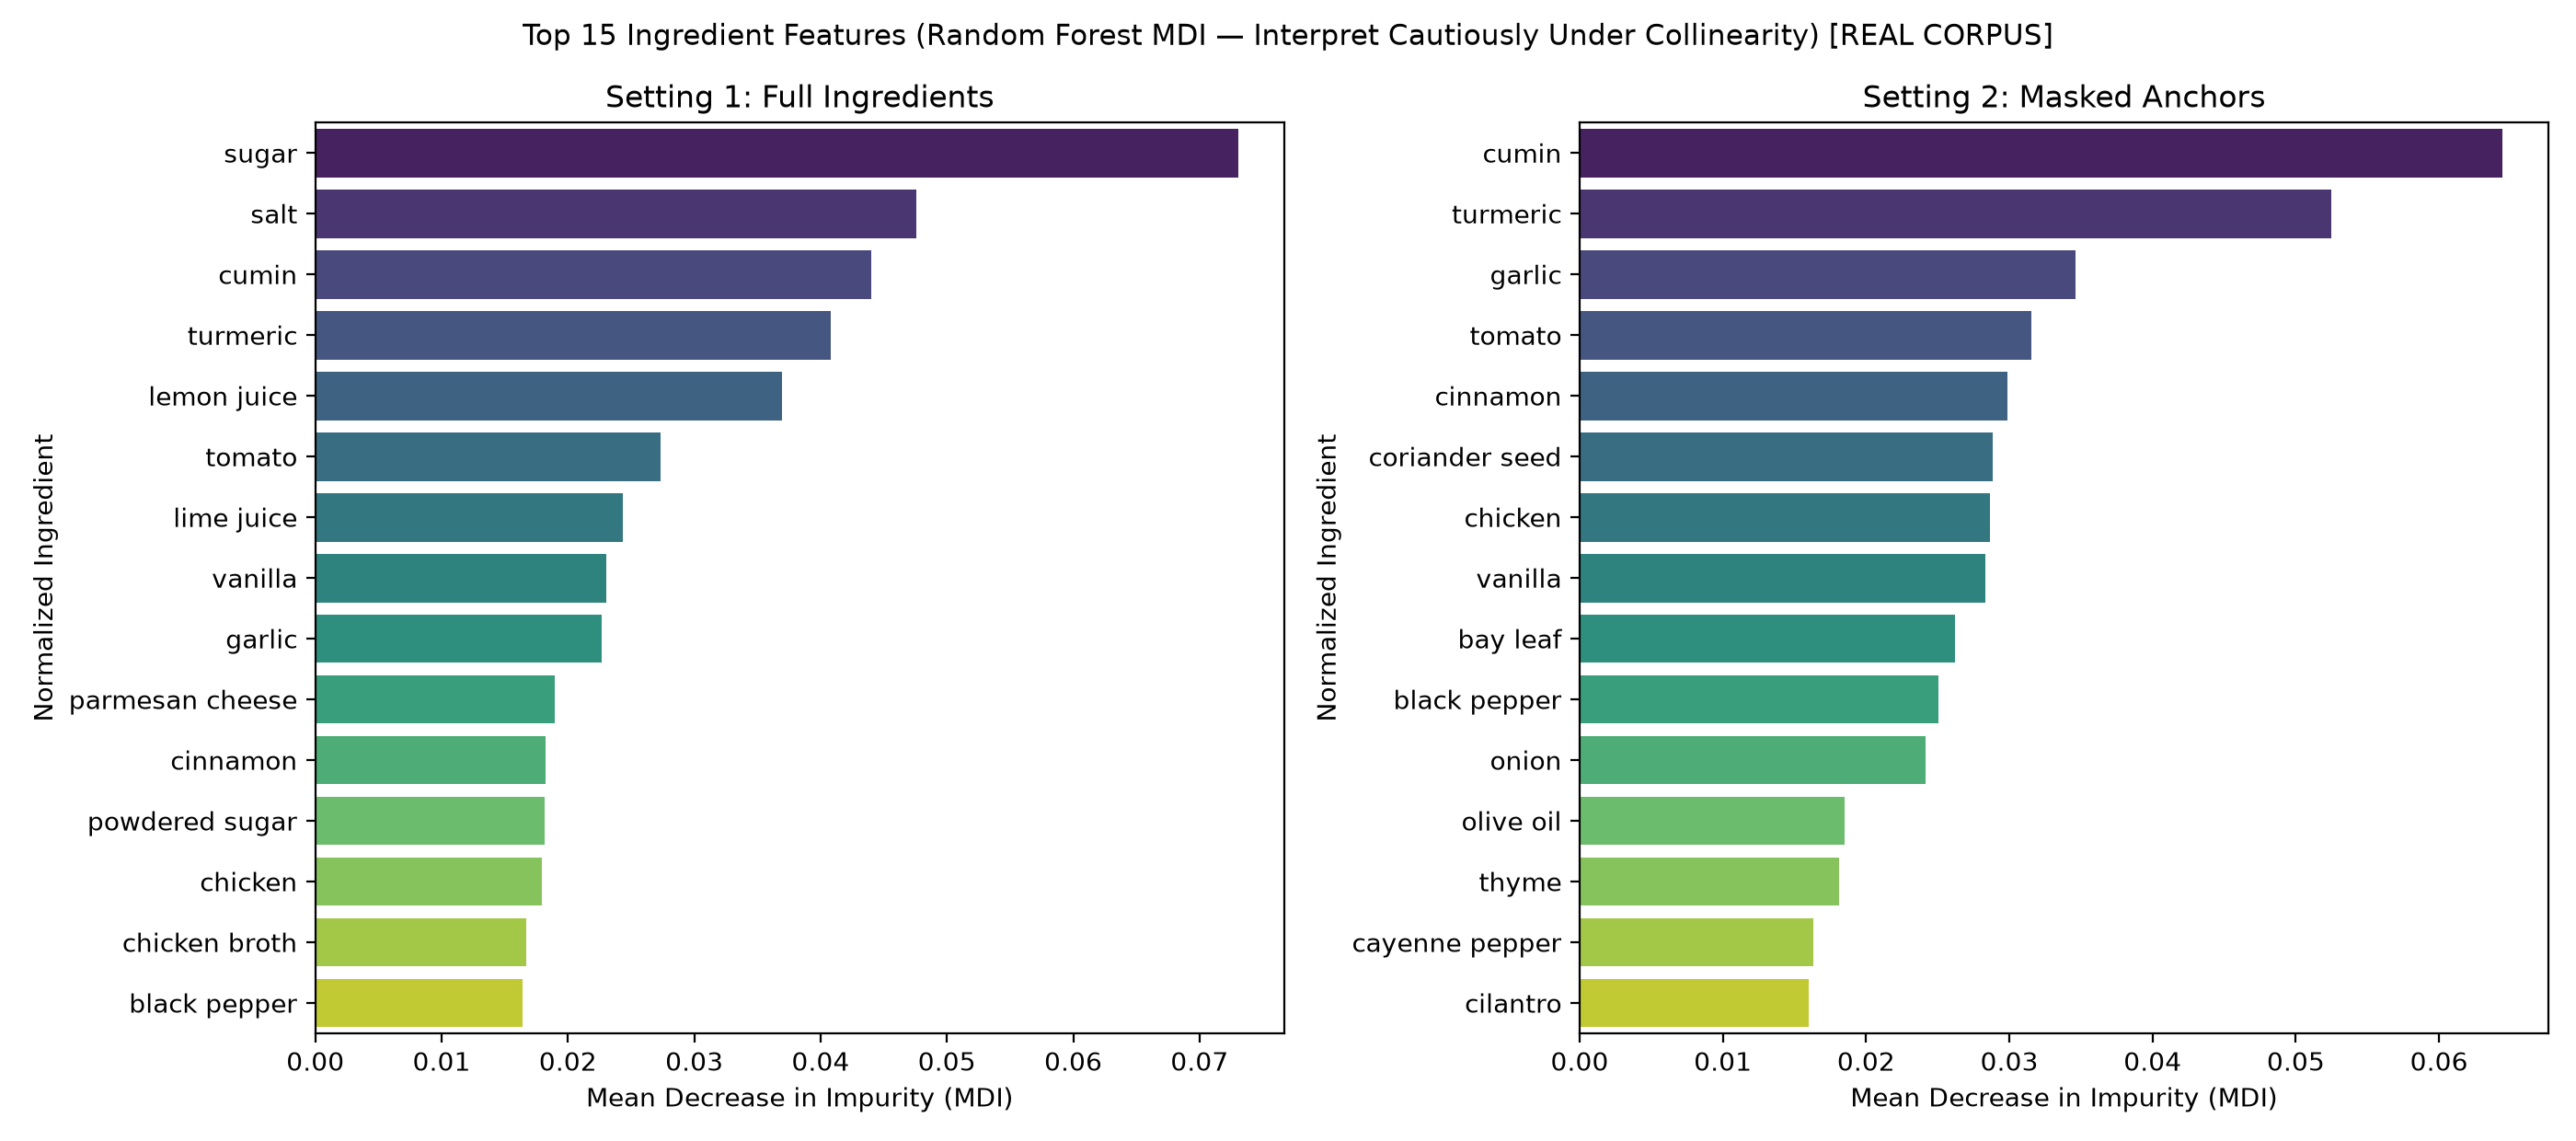 Top 15 Ingredient Features (Random Forest MDI — Interpret Cautiously Under Collinearity) [REAL CORPUS]
Setting 1: Full Ingredients
Normalized Ingredient
sugar
salt
cumin
turmeric
lemon juice
tomato
lime juice
vanilla
garlic
parmesan cheese
cinnamon
powdered sugar
chicken
chicken broth
black pepper
0.00 0.01 0.02 0.03 0.04 0.05 0.06 0.07
Mean Decrease in Impurity (MDI)
Setting 2: Masked Anchors
Normalized Ingredient
cumin
turmeric
garlic
tomato
cinnamon
coriander seed
chicken
vanilla
bay leaf
black pepper
onion
olive oil
thyme
cayenne pepper
cilantro
0.00 0.01 0.02 0.03 0.04 0.05 0.06
Mean Decrease in Impurity (MDI)